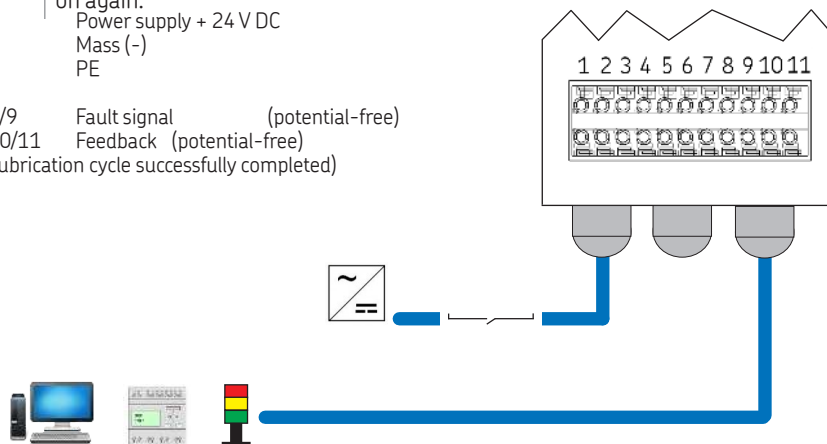 on again.
Power supply + 24 V DC
Mass (-)
PE
/9 Fault signal (potential-free)
0/11 Feedback (potential-free)
ubrication cycle successfully completed)
1 2 3 4 5 6 7 8 9 10 11